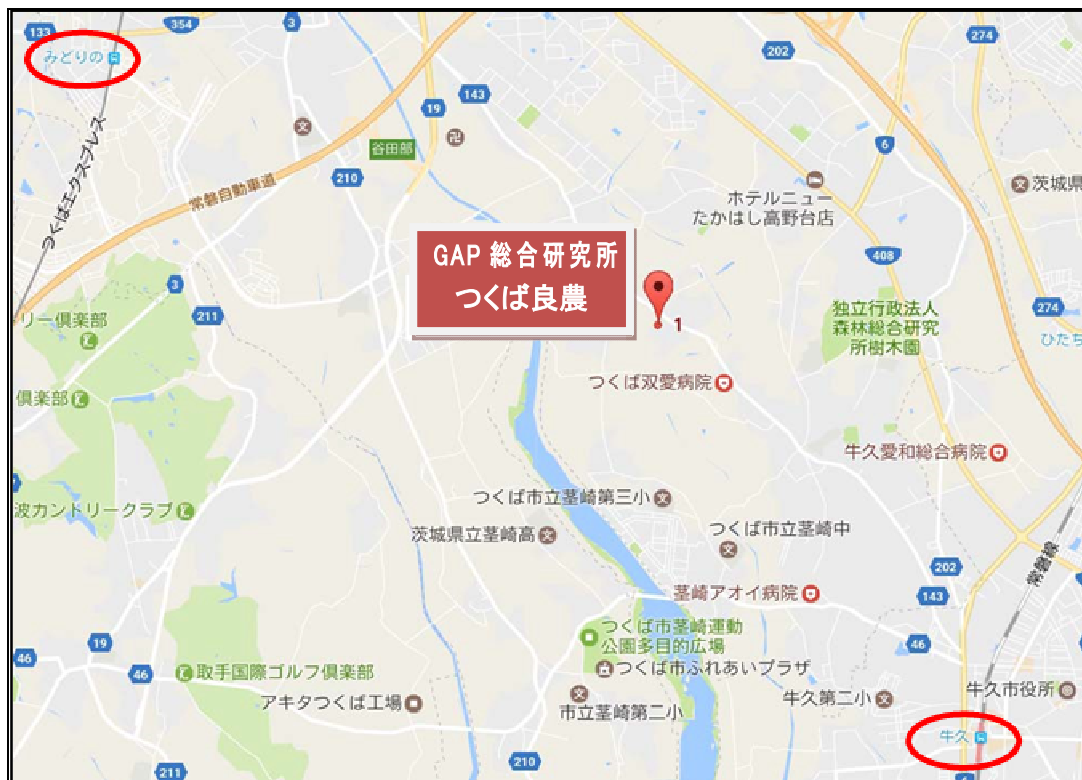 133
354
3
みどりの
202
274
19
143
谷田部
6
210
常磐自動車道
つくばエクスプレス
ホテルニュー
たかはし高野台店
茨城県
GAP 総合研究所
つくば良農
408
3
1
独立行政法人
森林総合研究
所樹木園
274
ひたち
211
リー倶楽部
つくば双愛病院
倶楽部
牛久愛和総合病院
つくば市立茎崎第三小
波カントリークラブ
茨城県立茎崎高
つくば市立茎崎中
常磐線
202
茎崎アオイ病院
143
つくば市茎崎運動
公園多目的広場
46
19
46
46
取手国際ゴルフ倶楽部
つくば市ふれあいプラザ
アキタつくば工場
市立茎崎第二小
牛久第二小
牛久市役所
牛久
210
211